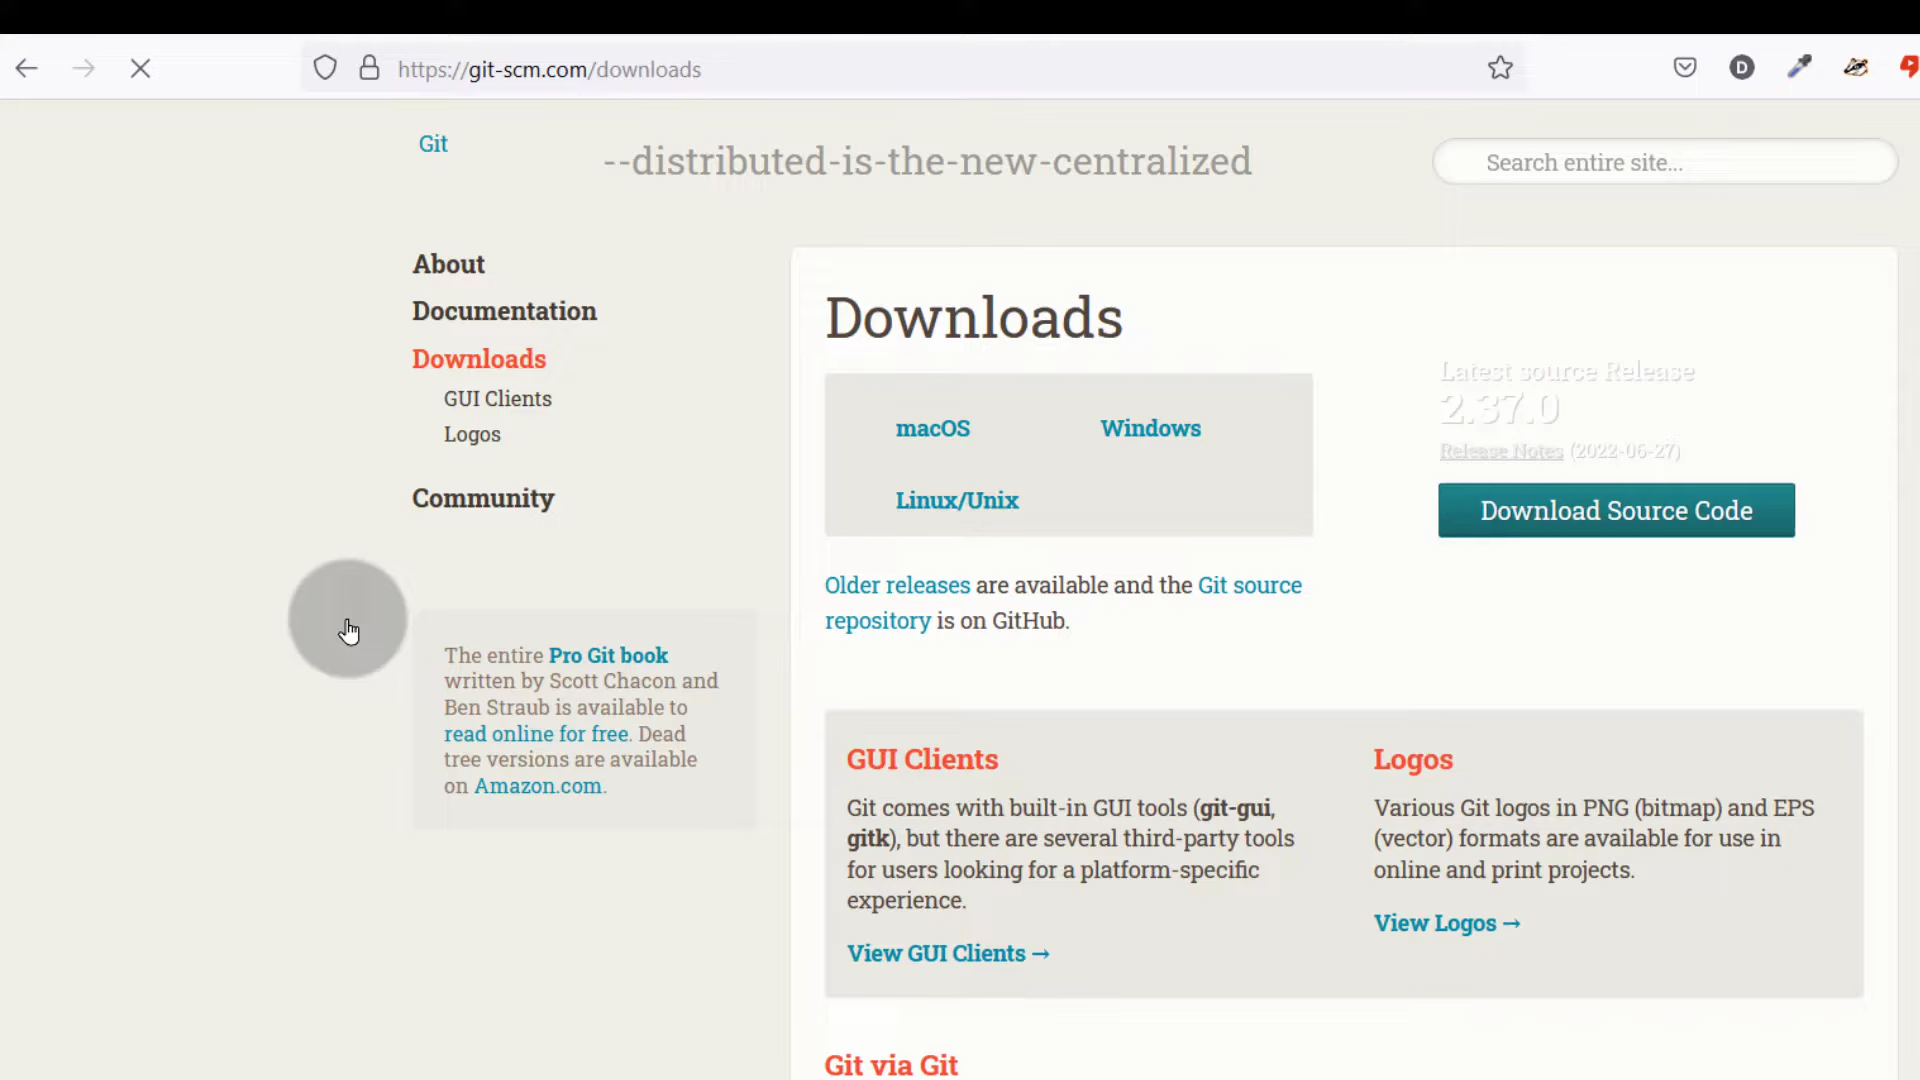 https://git-scm.com/downloads
D
Git
--distributed-is-the-new-centralized
Search entire site...
About
Documentation
Downloads
GUI Clients
Logos
Community
The entire Pro Git book
written by Scott Chacon and
Ben Straub is available to
read online for free. Dead
tree versions are available
on Amazon.com.
Downloads
macOS
Windows
Linux/Unix
Latest source Release
2.37.0
Release Notes (2022-06-27)
Download Source Code
Older releases are available and the Git source
repository is on GitHub.
GUI Clients
Git comes with built-in GUI tools (git-gui,
gitk), but there are several third-party tools
for users looking for a platform-specific
experience.
View GUI Clients →
Logos
Various Git logos in PNG (bitmap) and EPS
(vector) formats are available for use in
online and print projects.
View Logos →
Git via Git